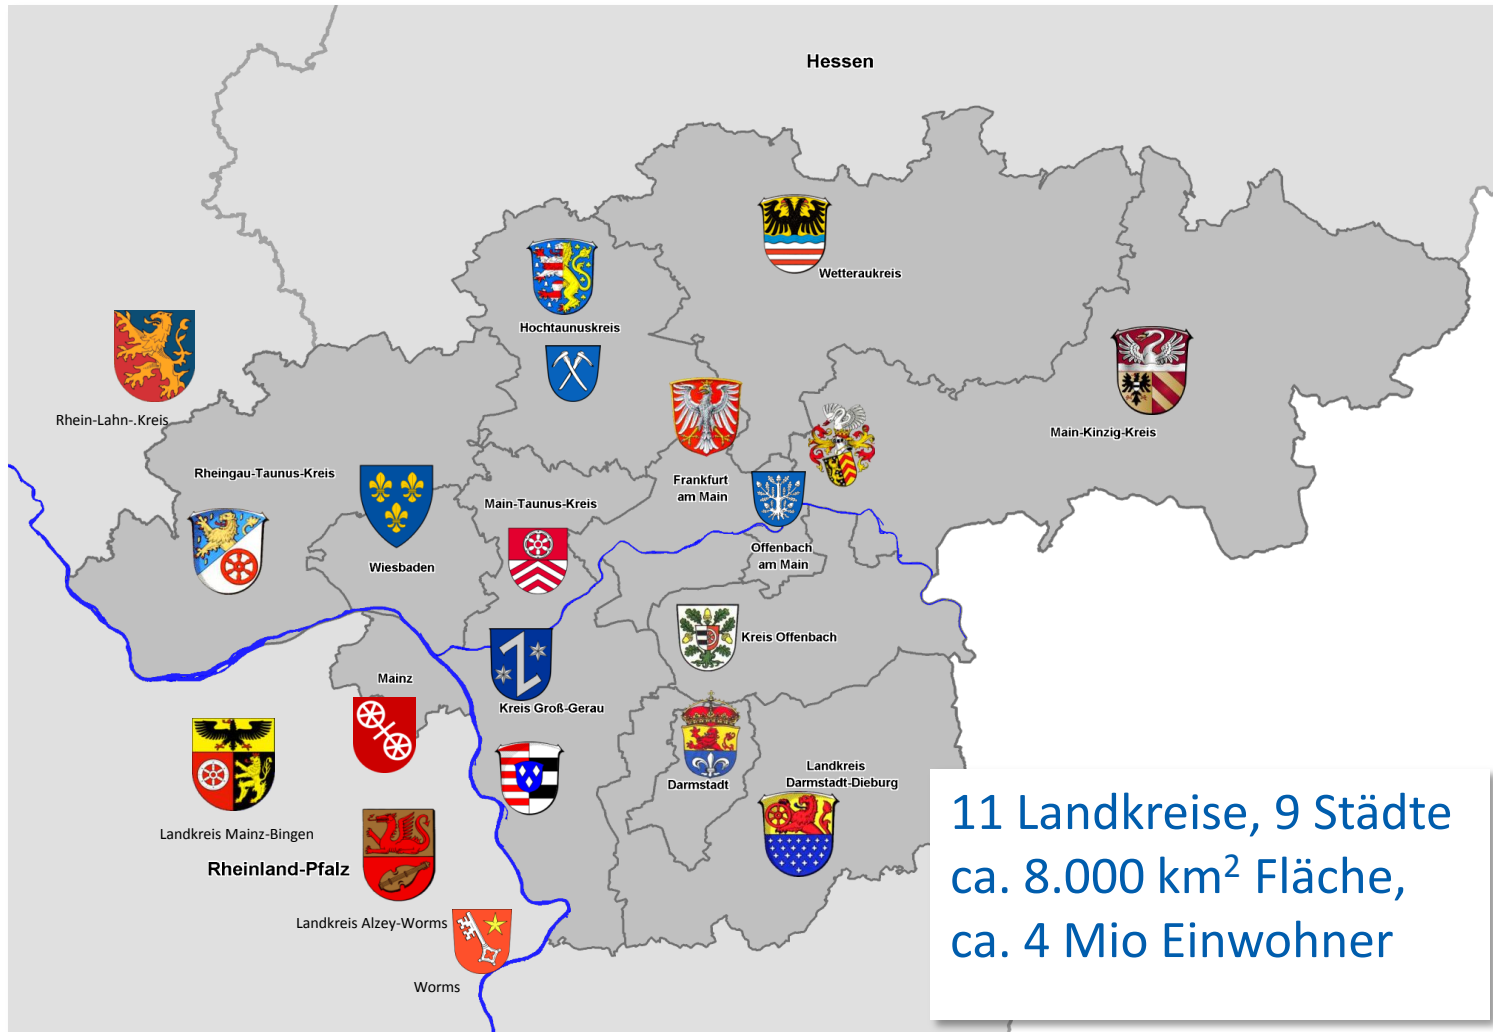 Hessen
Wetteraukreis
Hochtaunuskreis
Rhein-Lahn-.Kreis
Main-Kinzig-Kreis
Rheingau-Taunus-Kreis
Main-Taunus-Kreis
Frankfurt
am Main
Wiesbaden
Offenbach
am Main
Kreis Offenbach
Mainz
Kreis Groß-Gerau
Darmstadt
Landkreis
Darmstadt-Dieburg
Landkreis Mainz-Bingen
Rheinland-Pfalz
Landkreis Alzey-Worms
Worms
11 Landkreise, 9 Städte
ca. 8.000 km² Fläche,
ca. 4 Mio Einwohner